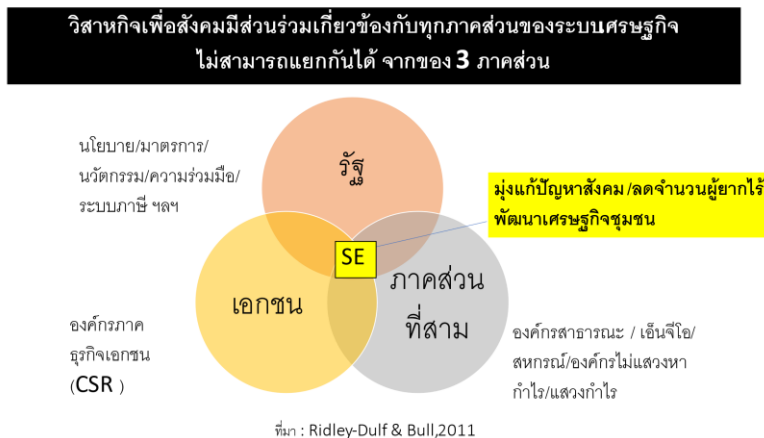 วิสาหกิจเพื่อสังคมมีส่วนร่วมเกี่ยวข้องกับทุกภาคส่วนของระบบเศรษฐกิจ
ไม่สามารถแยกกันได้ จากของ 3 ภาคส่วน
นโยบาย/มาตรการ/
นวัตกรรม/ความร่วมมือ/
ระบบภาษี ฯลฯ
รัฐ
มุ่งแก้ปัญหาสังคม/ลดจำนวนผู้ยากไร้
พัฒนาเศรษฐกิจชุมชน
SE
เอกชน
ภาคส่วน
ที่สาม
องค์กรภาค
ธุรกิจเอกชน
(CSR )
องค์กรสาธารณะ / เอ็นจีโอ/
สหกรณ์/องค์กรไม่แสวงหา
กำไร/แสวงกำไร
ที่มา : Ridley-Dulf & Bull,2011